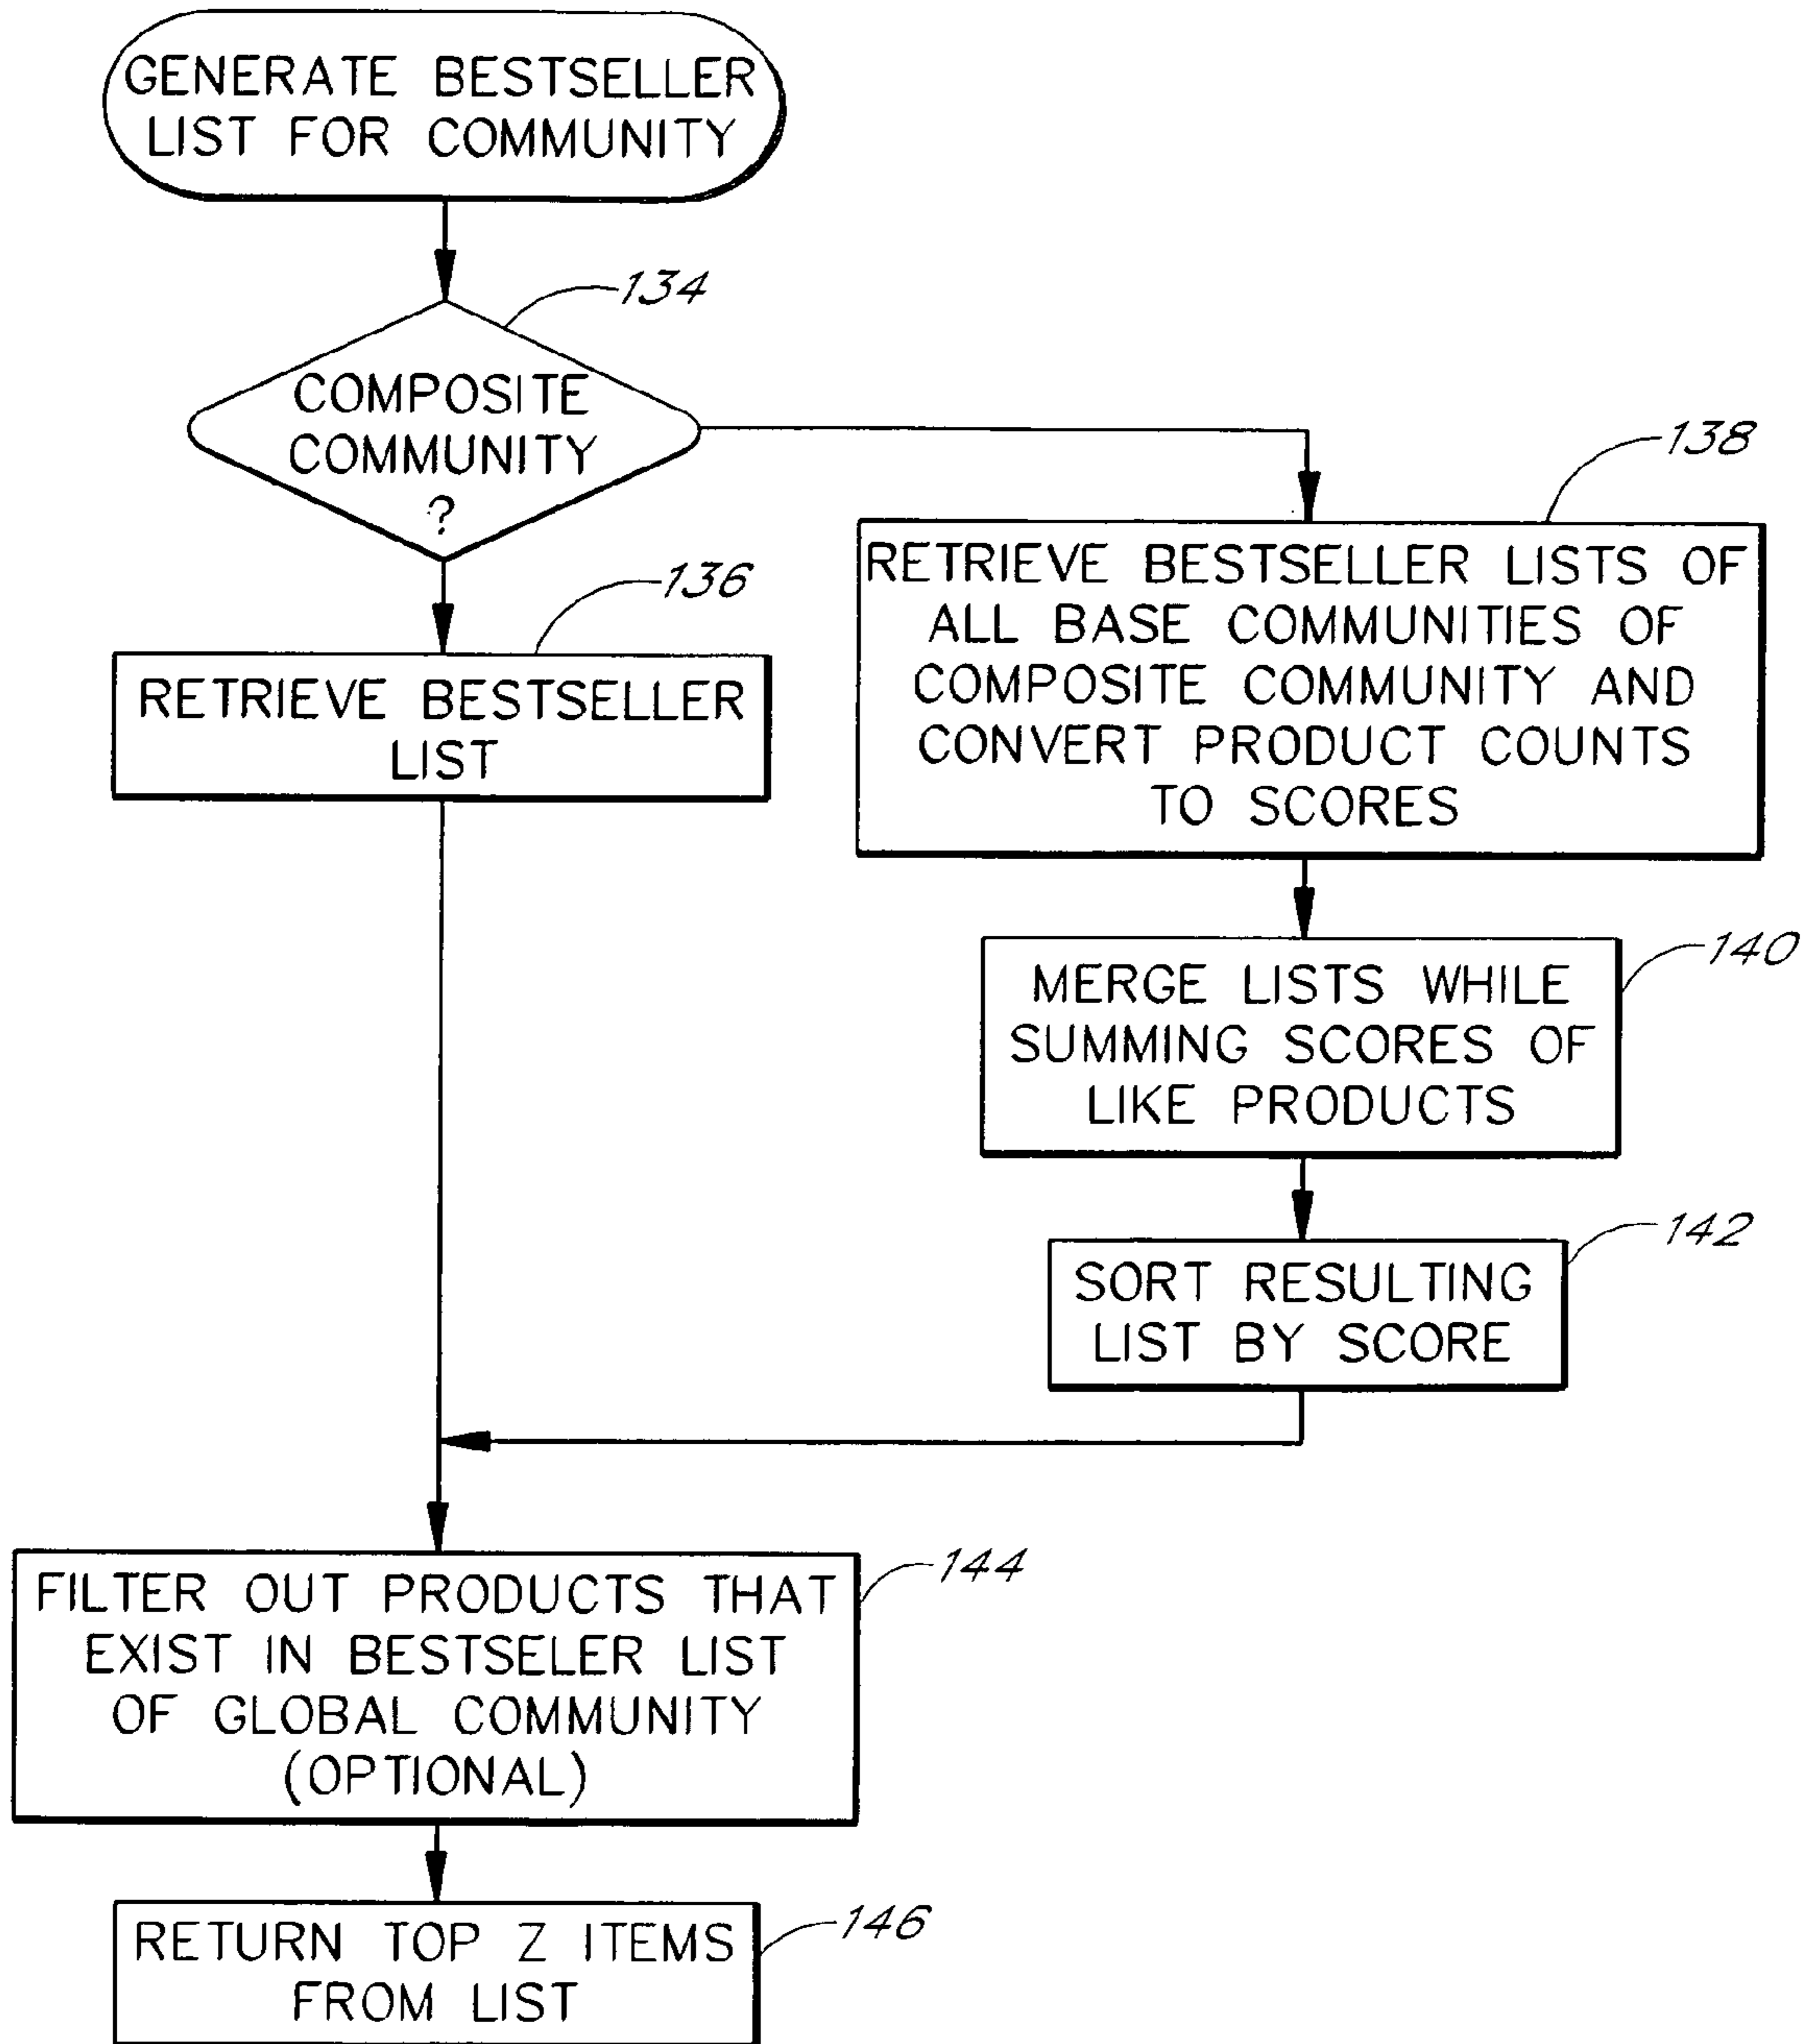 GENERATE BESTSELLER
LIST FOR COMMUNITY
134
COMPOSITE
COMMUNITY
?
136
RETRIEVE BESTSELLER
LIST
138
RETRIEVE BESTSELLER LISTS OF
ALL BASE COMMUNITIES OF
COMPOSITE COMMUNITY AND
CONVERT PRODUCT COUNTS
TO SCORES
140
MERGE LISTS WHILE
SUMMING SCORES OF
LIKE PRODUCTS
142
SORT RESULTING
LIST BY SCORE
144
FILTER OUT PRODUCTS THAT
EXIST IN BESTSELER LIST
OF GLOBAL COMMUNITY
(OPTIONAL)
146
RETURN TOP Z ITEMS
FROM LIST